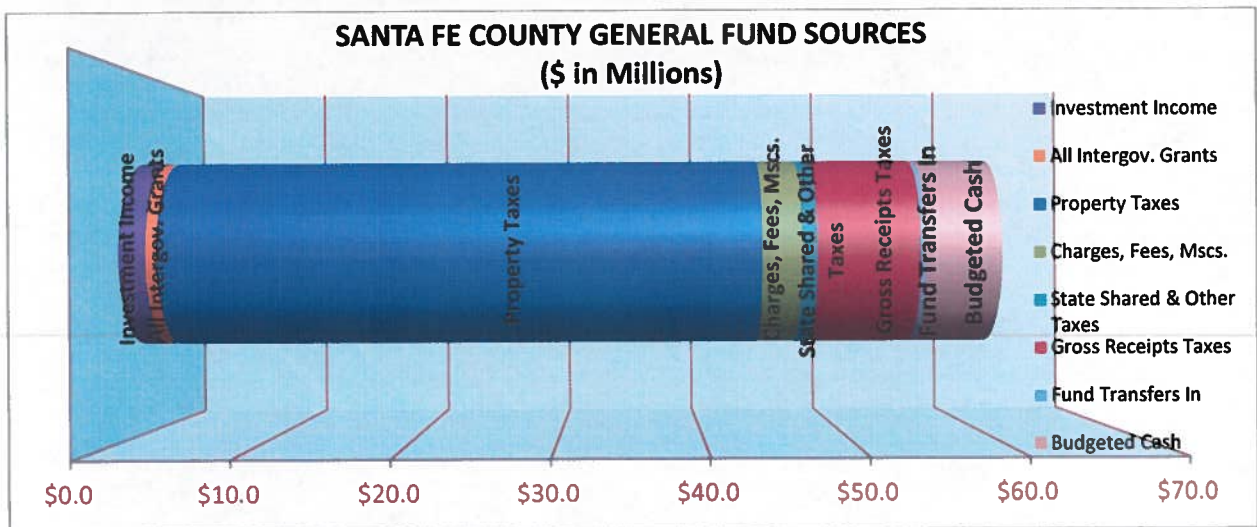 SANTA FE COUNTY GENERAL FUND SOURCES
($ in Millions)
Investment Income
All Intergov. Grants
Property Taxes
Charges, Fees, Mscs.
State Shared & Other
Taxes
Gross Receipts Taxes
Fund Transfers In
Budgeted Cash
Investment Income
All Intergov. Grants
Property Taxes
Charges, Fees, Mscs.
State Shared & Other
Taxes
Gross Receipts Taxes
Fund Transfers In
Budgeted Cash
$0.0 $10.0 $20.0 $30.0 $40.0 $50.0 $60.0 $70.0